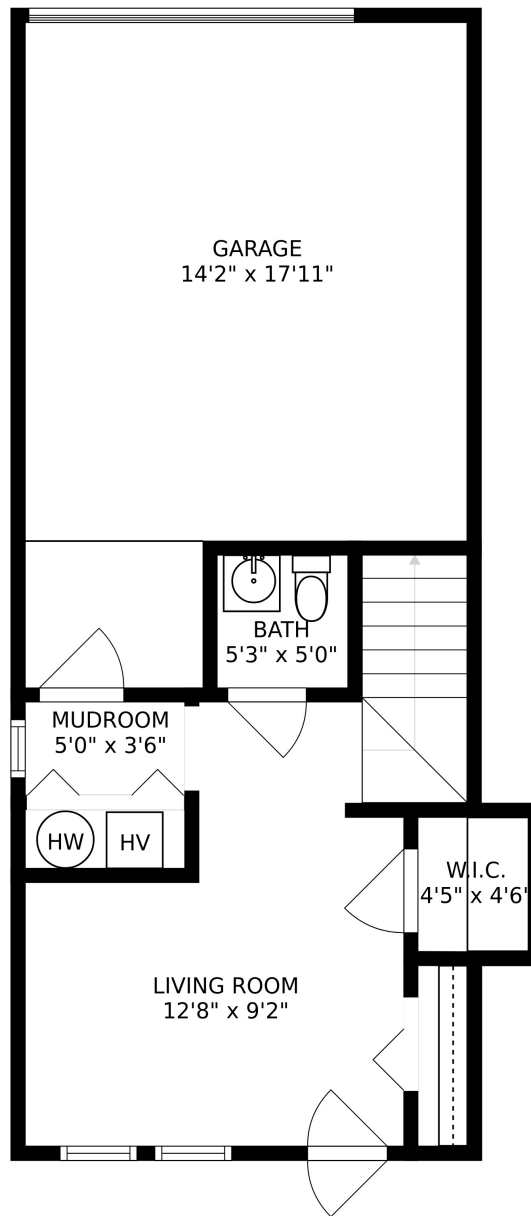 GARAGE
14'2" x 17'11"
BATH
5'3" x 5'0"
MUDROOM
5'0" x 3'6"
HW
HV
W.I.C.
4'5" x 4'6"
LIVING ROOM
12'8" x 9'2"